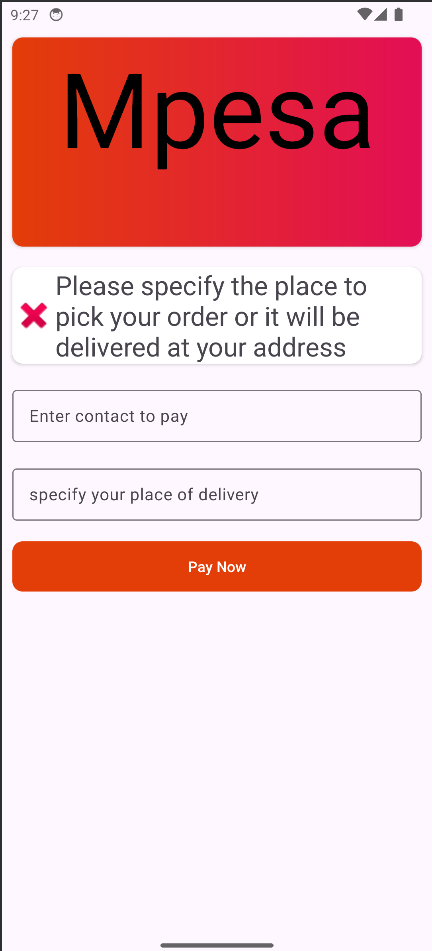 9:27
Mpesa
Please specify the place to
pick your order or it will be
delivered at your address
Enter contact to pay
specify your place of delivery
Pay Now